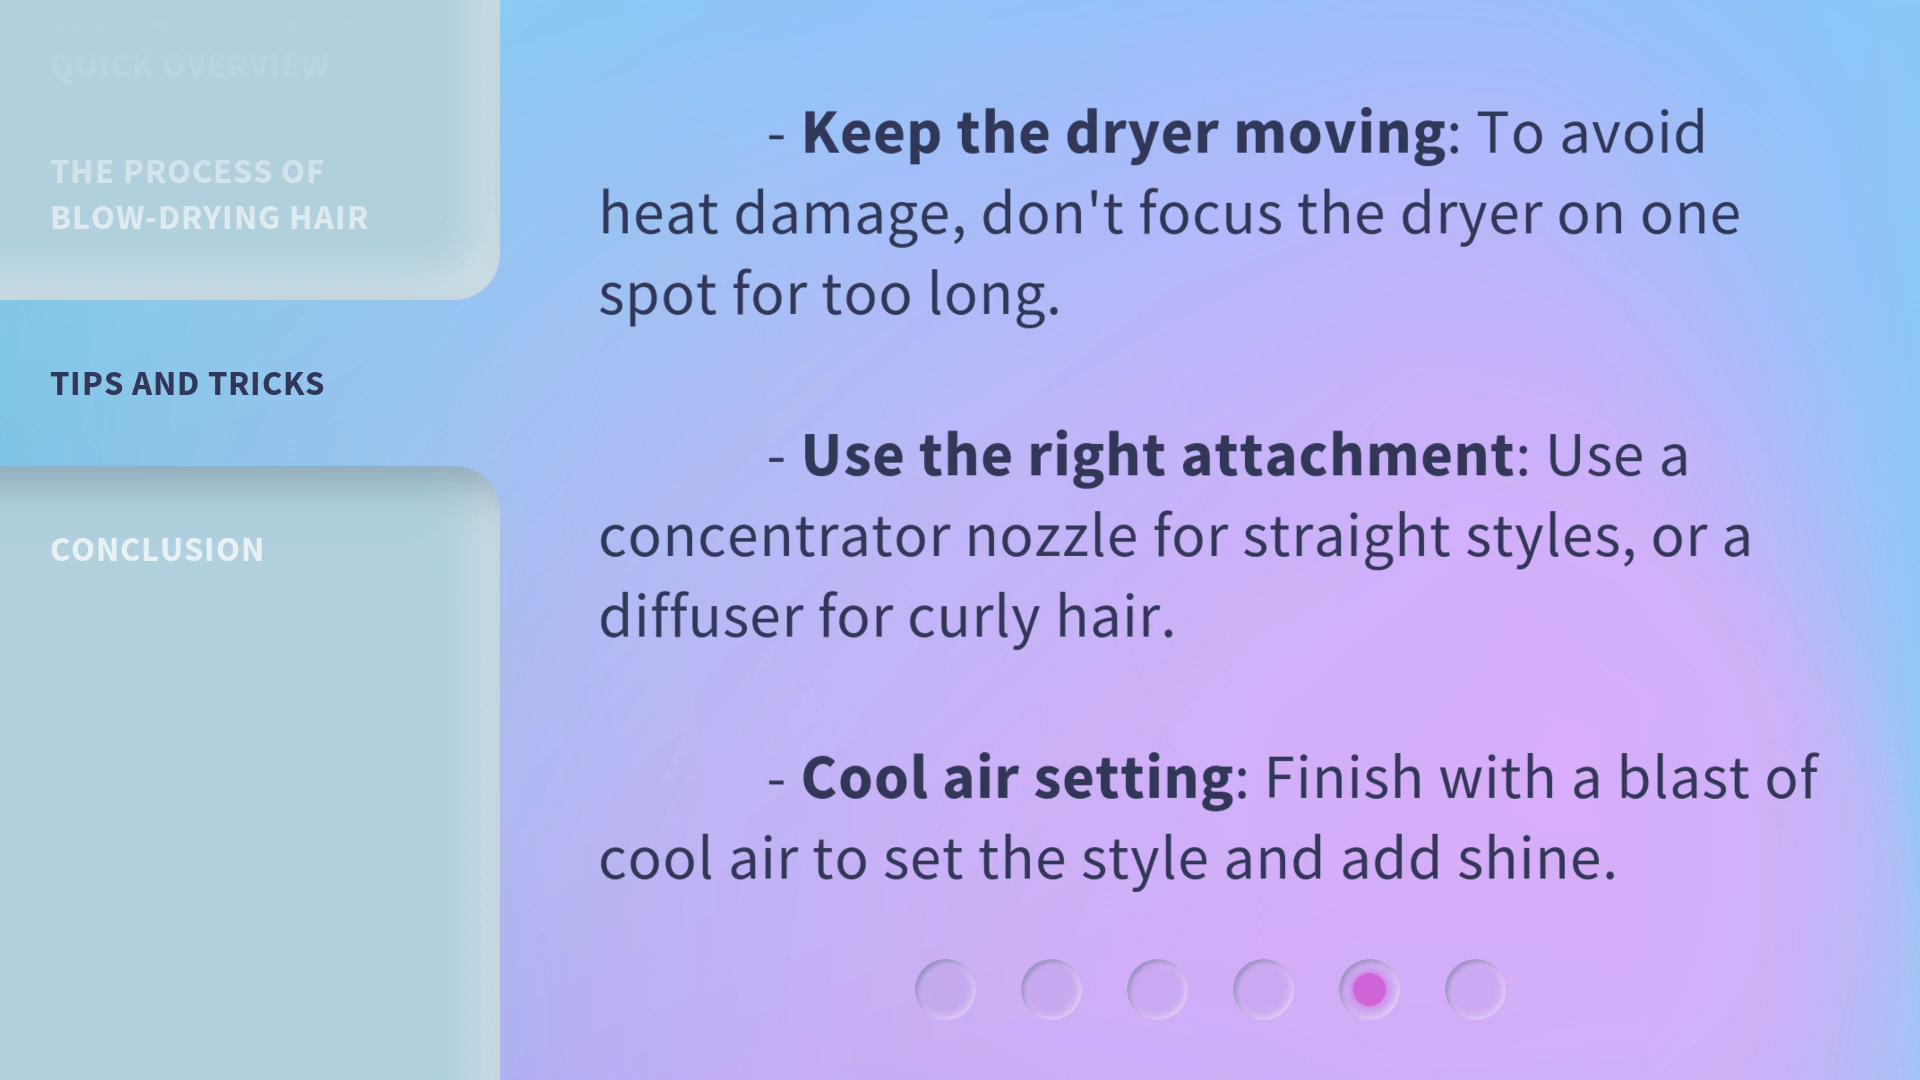 QUICK OVERVIEW
THE PROCESS OF
BLOW-DRYING HAIR
TIPS AND TRICKS
CONCLUSION
- Keep the dryer moving: To avoid
heat damage, don't focus the dryer on one
spot for too long.
- Use the right attachment: Use a
concentrator nozzle for straight styles, or a
diffuser for curly hair.
- Cool air setting: Finish with a blast of
cool air to set the style and add shine.